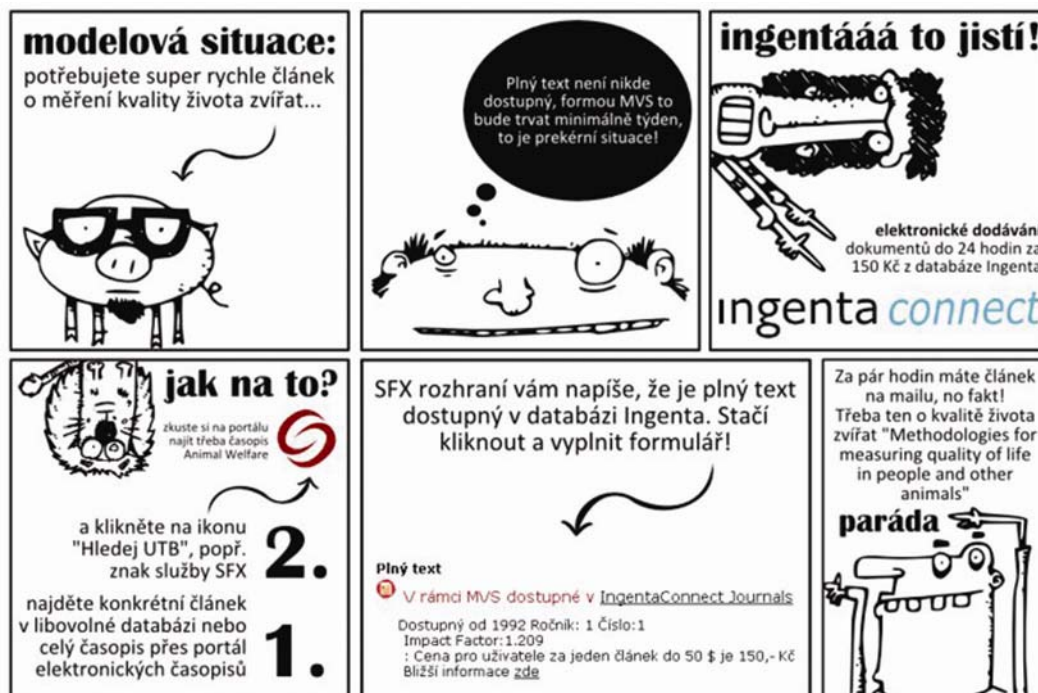 modelová situace:
potřebujete super rychle článek
o měření kvality života zvířat...
Plný text není nikde
dostupný, formou MVS to
bude trvat minimálně týden,
to je prekérní situace!
ingentááá to jistí!
elektronické dodávání
dokumentů do 24 hodin za
150 Kč z databáze Ingenta
ingenta connect
jak na to?
zkuste si na portálu
najít třeba časopis
Animal Welfare
a klikněte na ikonu
"Hledej UTB", popř.
znak služby SFX
2.
najděte konkrétní článek
v libovolné databázi nebo
celý časopis přes portál
elektronických časopisů
1.
SFX rozhraní vám napíše, že je plný text
dostupný v databázi Ingenta. Stačí
kliknout a vyplnit formulář!
Plný text
V rámci MVS dostupné v IngentaConnect Journals
Dostupný od 1992 Ročník: 1 Číslo:1
Impact Factor:1.209
: Cena pro uživatele za jeden článek do 50 $ je 150,- Kč
Bližší informace zde
Za pár hodin máte článek
na mailu, no fakt!
Třeba ten o kvalitě života
zvířat "Methodologies for
measuring quality of life
in people and other
animals"
paráda